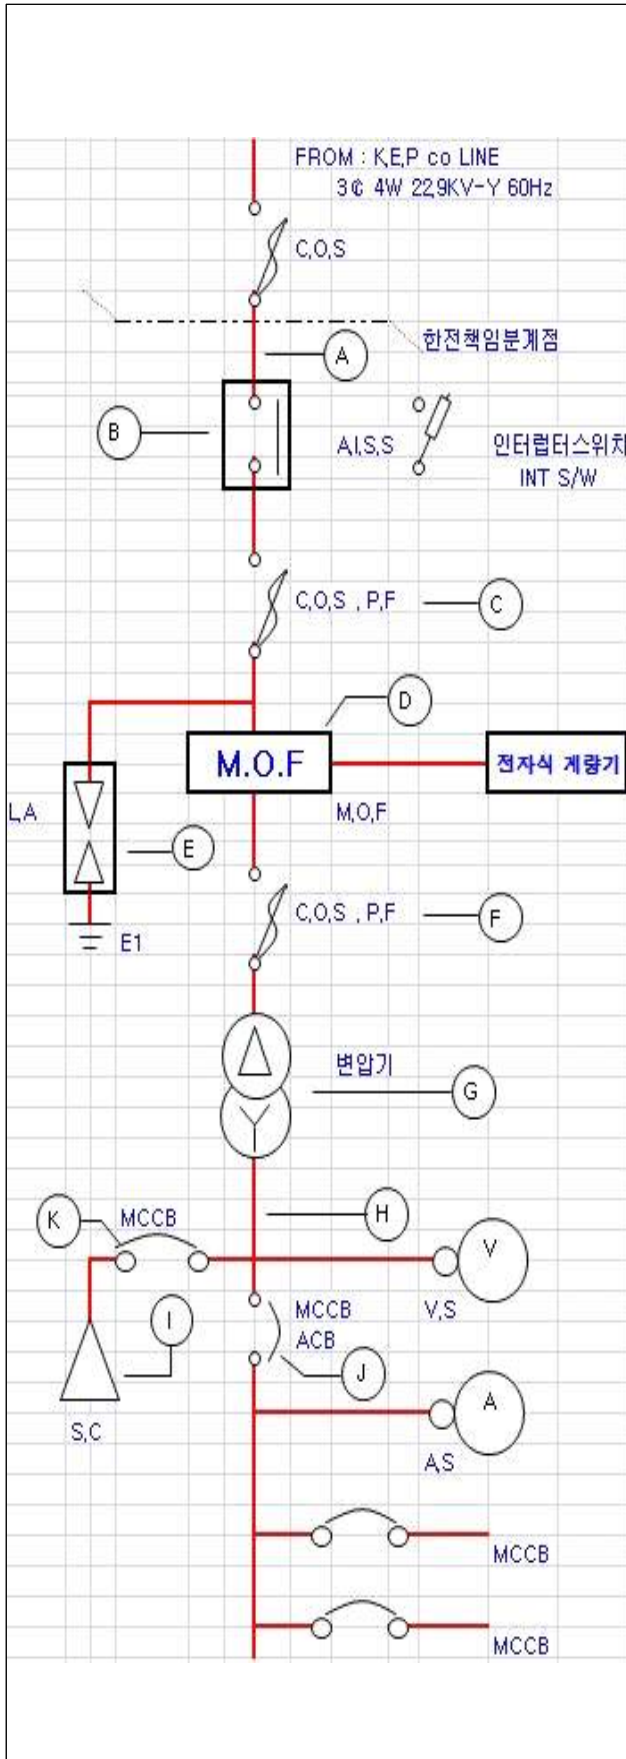 FROM : K,E,P co LINE
3¢ 4W 22,9KV-Y 60Hz
C,O,S
한전책임분계점
A
B
A,I,S,S
인터럽터스위치
INT S/W
C,O,S , P,F
C
D
M.O.F
전자식 계량기
L,A
M,O,F
E
E1
C,O,S , P,F
F
변압기
G
H
K
MCCB
V
I
MCCB
ACB
V,S
J
S,C
A
A,S
MCCB
MCCB